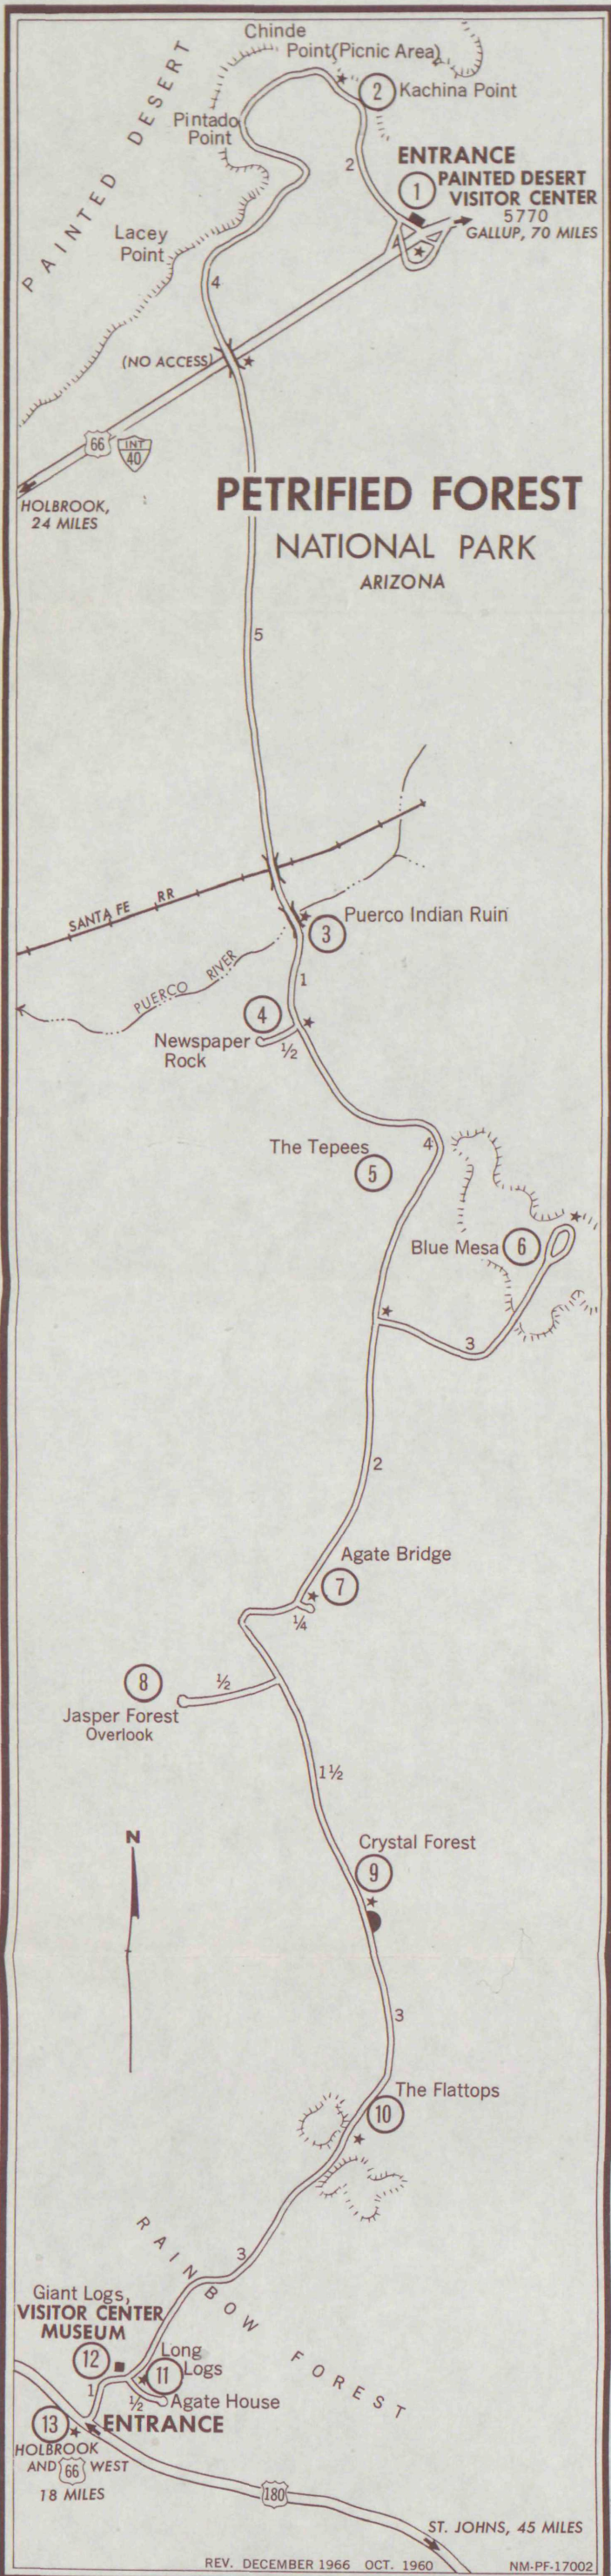 Chinde
Point(Picnic Area)
2 Kachina Point
PAINTED DESERT
Pintado
Point
2
ENTRANCE
1 PAINTED DESERT
VISITOR CENTER
5770
GALLUP, 70 MILES
Lacey
Point
4
(NO ACCESS)
66 INT
40
HOLBROOK,
24 MILES
PETRIFIED FOREST
NATIONAL PARK
ARIZONA
5
SANTA FE RR
3 Puerco Indian Ruin
PUERCO RIVER
1
4
Newspaper
Rock
½
The Tepees
5
4
Blue Mesa 6
3
2
Agate Bridge
7
¼
8
½
Jasper Forest
Overlook
1½
N
Crystal Forest
9
3
The Flattops
10
RAINBOW FOREST
3
Giant Logs,
VISITOR CENTER
MUSEUM
12
Long
Logs
11
1
½
Agate House
13 ENTRANCE
HOLBROOK
AND 66 WEST
18 MILES
180
ST. JOHNS, 45 MILES
REV. DECEMBER 1966 OCT. 1960 NM-PF-17002